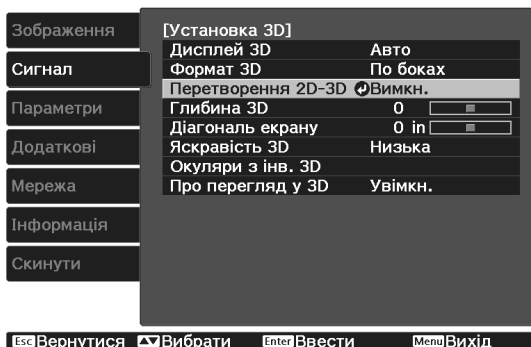 Зображення
Сигнал
Параметри
Додаткові
Мережа
Інформація
Скинути
[Установка 3D]
Дисплей 3D Авто
Формат 3D По боках
Перетворення 2D-3D Вимкн.
Глибина 3D 0
Діагональ екрану 0 in
Яскравість 3D Низька
Окуляри з інв. 3D
Про перегляд у 3D Увімкн.
Esc Вернутися Вибрати Enter Ввести Menu Вихід